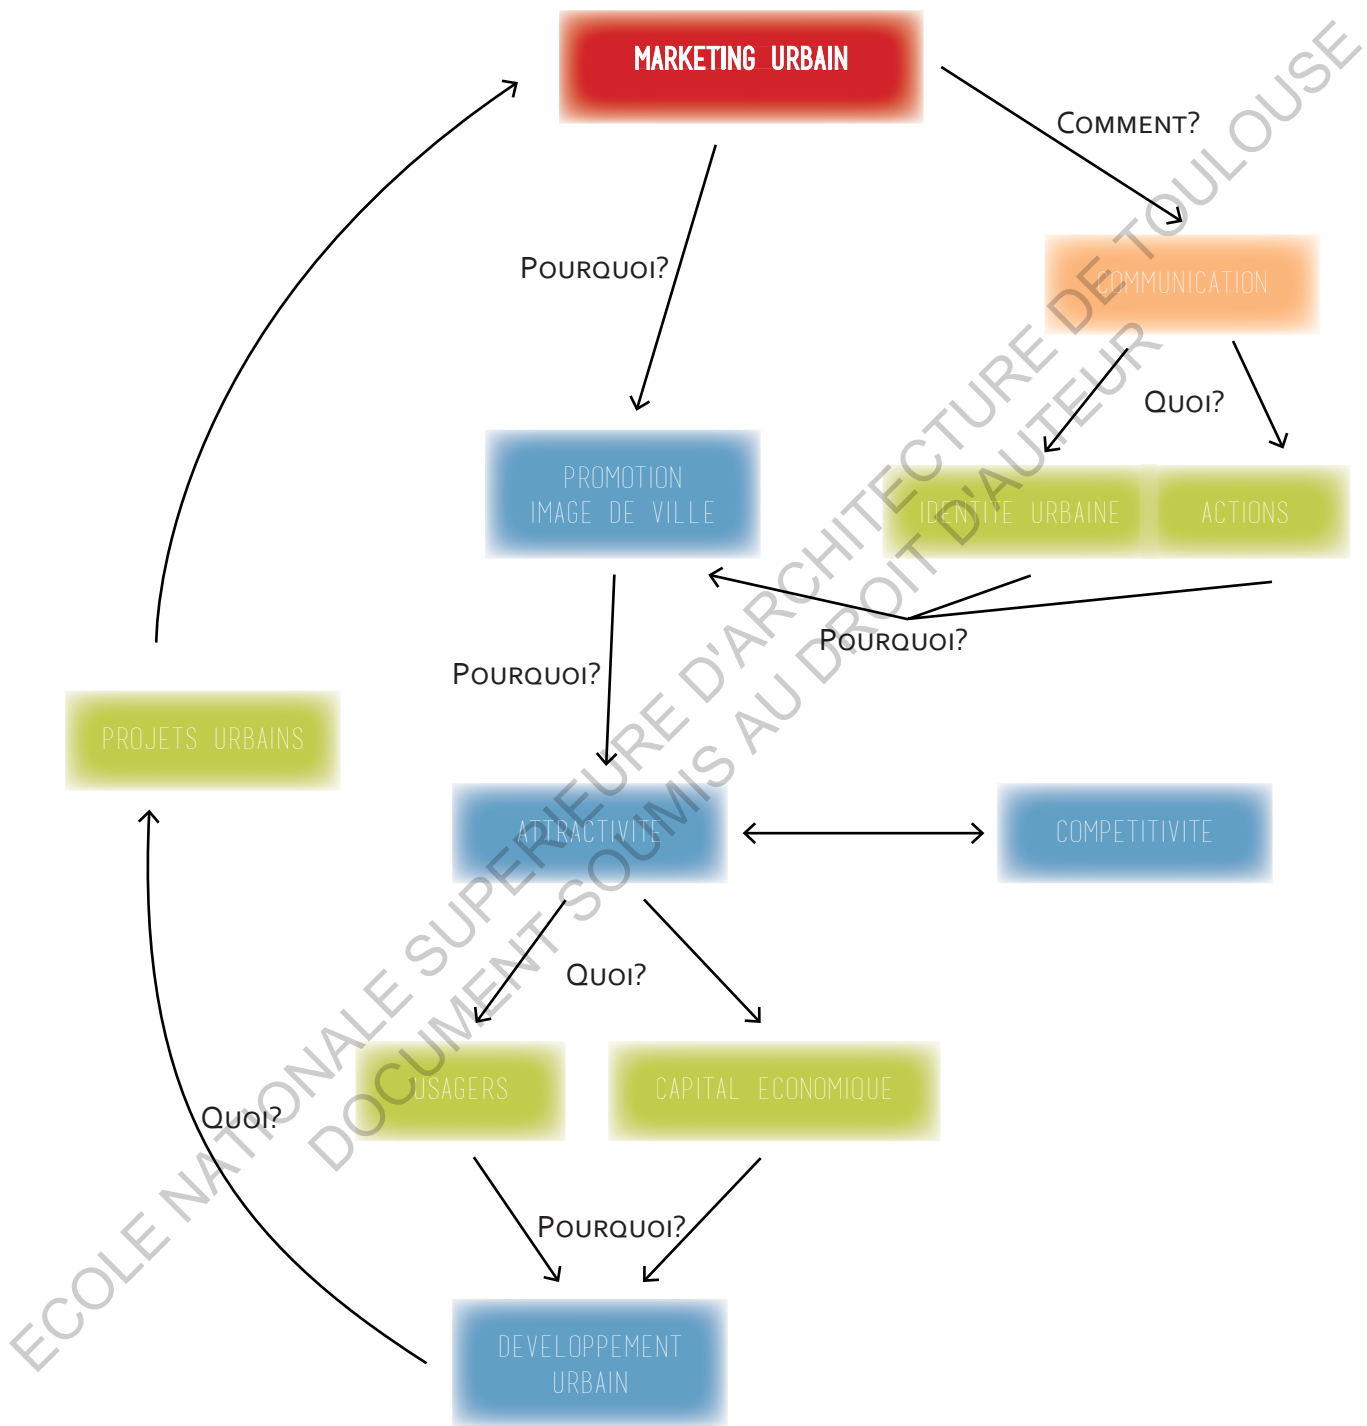 MARKETING URBAIN
COMMENT?
POURQUOI?
COMMUNICATION
QUOI?
PROMOTION
IMAGE DE VILLE
IDENTITE URBAINE
ACTIONS
POURQUOI?
POURQUOI?
PROJETS URBAINS
ATTRACTIVITE
COMPETITIVITE
QUOI?
USAGERS
CAPITAL ECONOMIQUE
QUOI?
POURQUOI?
DEVELOPPEMENT
URBAIN
ECOLE NATIONALE SUPERIEURE D'ARCHITECTURE DE TOULOUSE
DOCUMENT SOUMIS AU DROIT D'AUTEUR